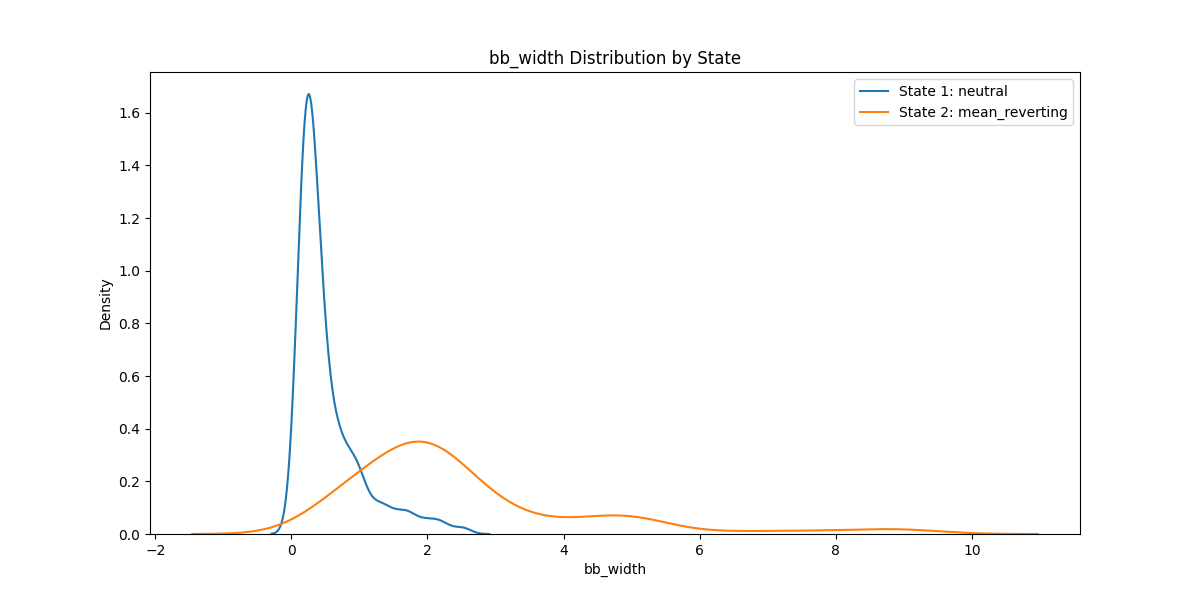 bb_width Distribution by State
State 1: neutral
State 2: mean_reverting
Density
1.6
1.4
1.2
1.0
0.8
0.6
0.4
0.2
0.0
−2 0 2 4 6 8 10
bb_width